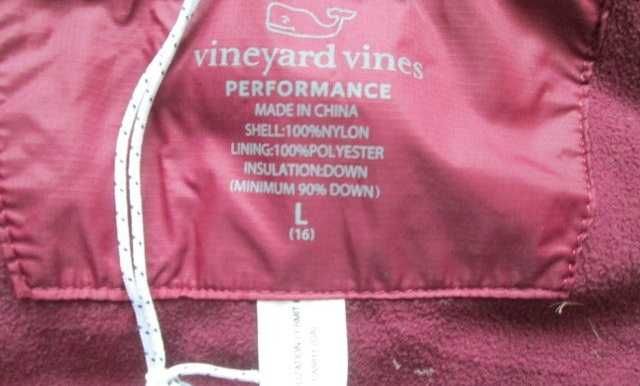 vineyard vines
PERFORMANCE
MADE IN CHINA
SHELL:100%NYLON
LINING:100%POLYESTER
INSULATION:DOWN
(MINIMUM 90% DOWN)
L
(16)